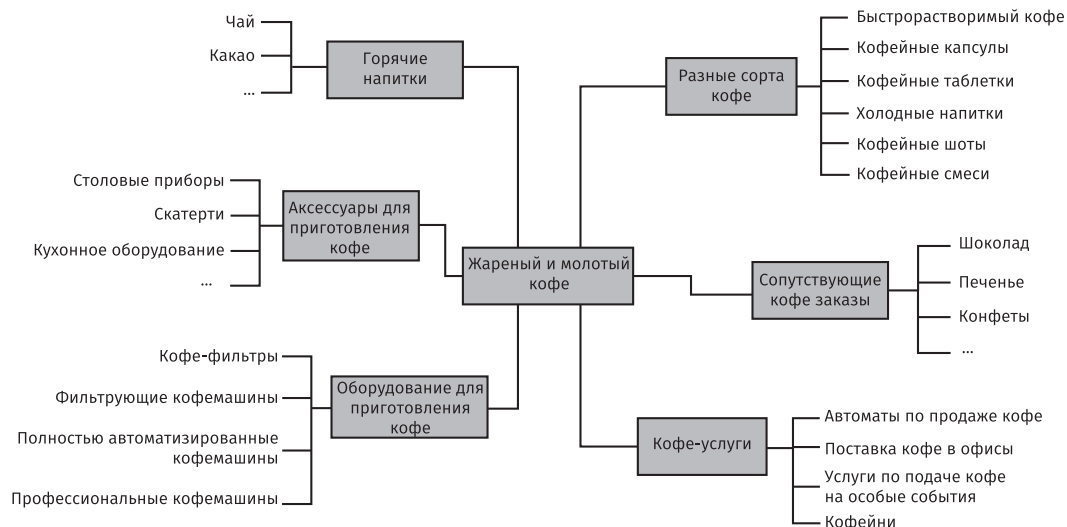 Чай
Какао
...
Горячие
напитки
Столовые приборы
Скатерти
Кухонное оборудование
...
Аксессуары для
приготовления
кофе
Кофе-фильтры
Фильтрующие кофемашины
Полностью автоматизированные
кофемашины
Профессиональные кофемашины
Оборудование для
приготовления
кофе
Жареный и молотый
кофе
Разные сорта
кофе
Быстрорастворимый кофе
Кофейные капсулы
Кофейные таблетки
Холодные напитки
Кофейные шоты
Кофейные смеси
Сопутствующие
кофе заказы
Шоколад
Печенье
Конфеты
...
Кофе-услуги
Автоматы по продаже кофе
Поставка кофе в офисы
Услуги по подаче кофе
на особые события
Кофейни